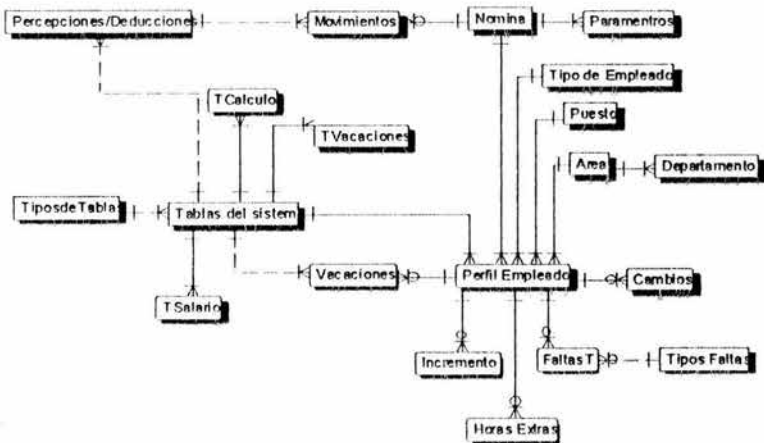 Percepciones/Deducciones
Movimientos
Nomina
Paramentros
Tipo de Empleado
TCalculo
Puesto
TVacaciones
Area
Departamento
TiposdeTablas
Tablas del sistem
Vacaciones
Perfil Empleado
Cambios
TSalario
Incremento
Faltas T
Tipos Faltas
Horas Extras